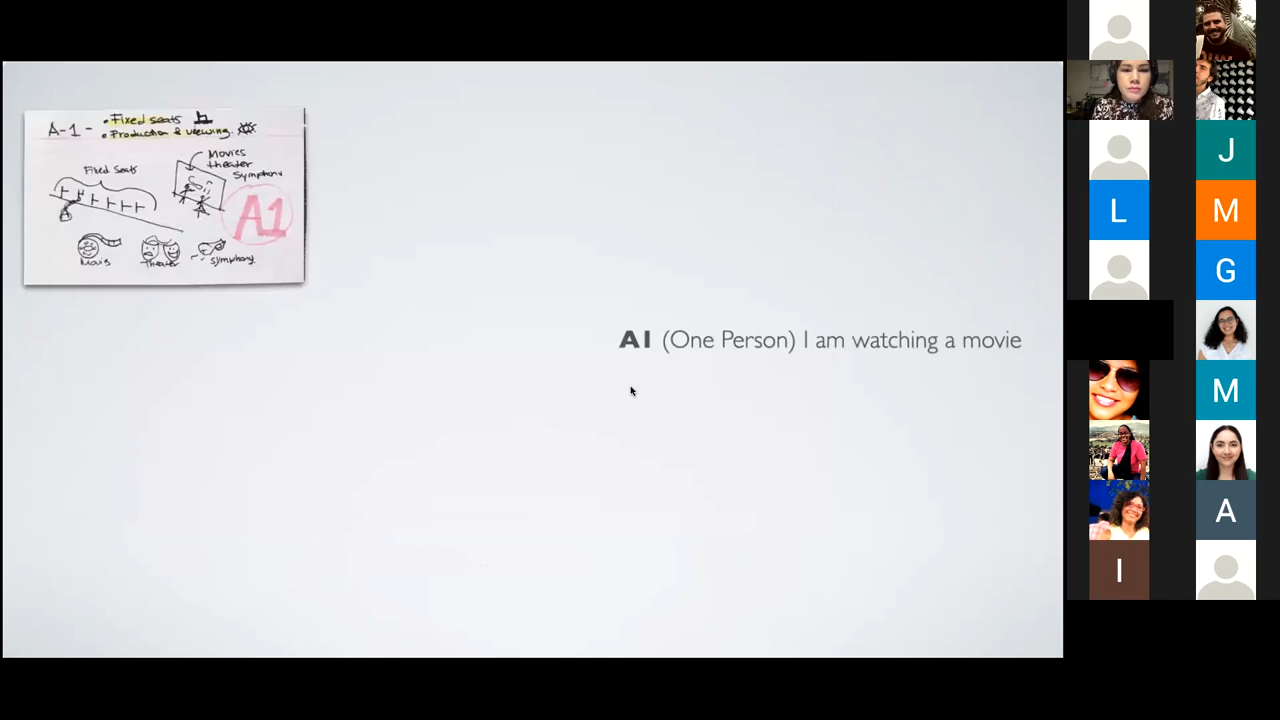 A-1 - • Fixed seats
• Production & viewing.
Movies
theater
Symphony
Fixed Seats
A1
Movie
Theater
Symphony
A1 (One Person) I am watching a movie
J
L
M
G
M
A
I